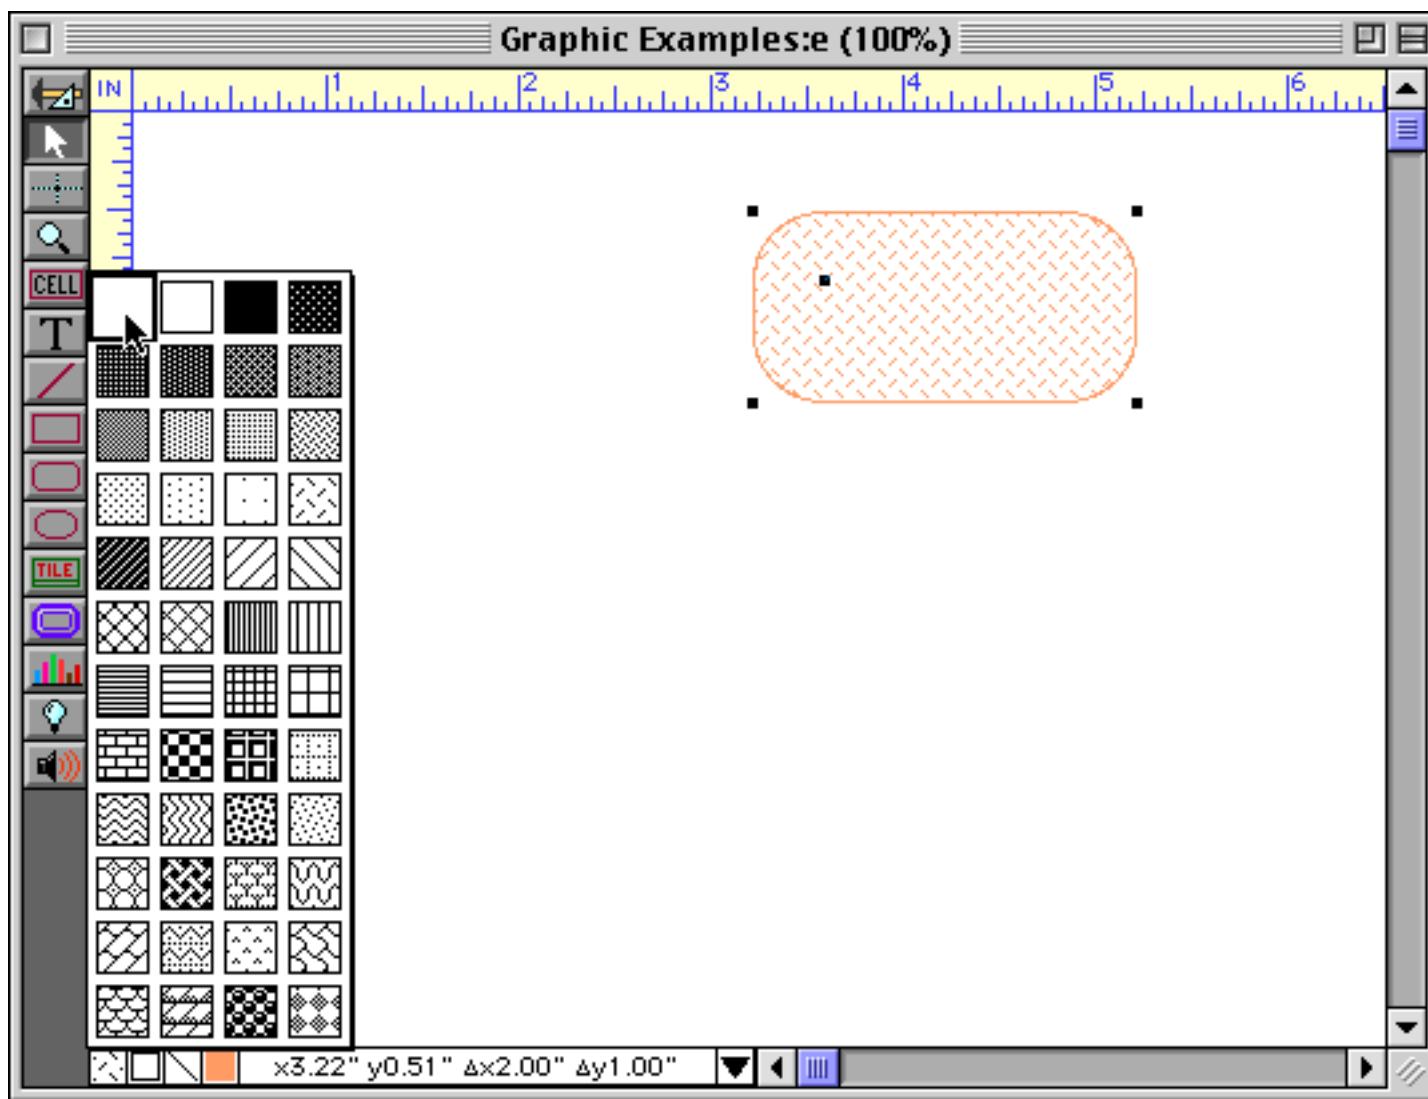 Graphic Examples:e (100%)
IN 1 2 3 4 5 6
CELL
T
TILE
x3.22" y0.51" Δx2.00" Δy1.00"